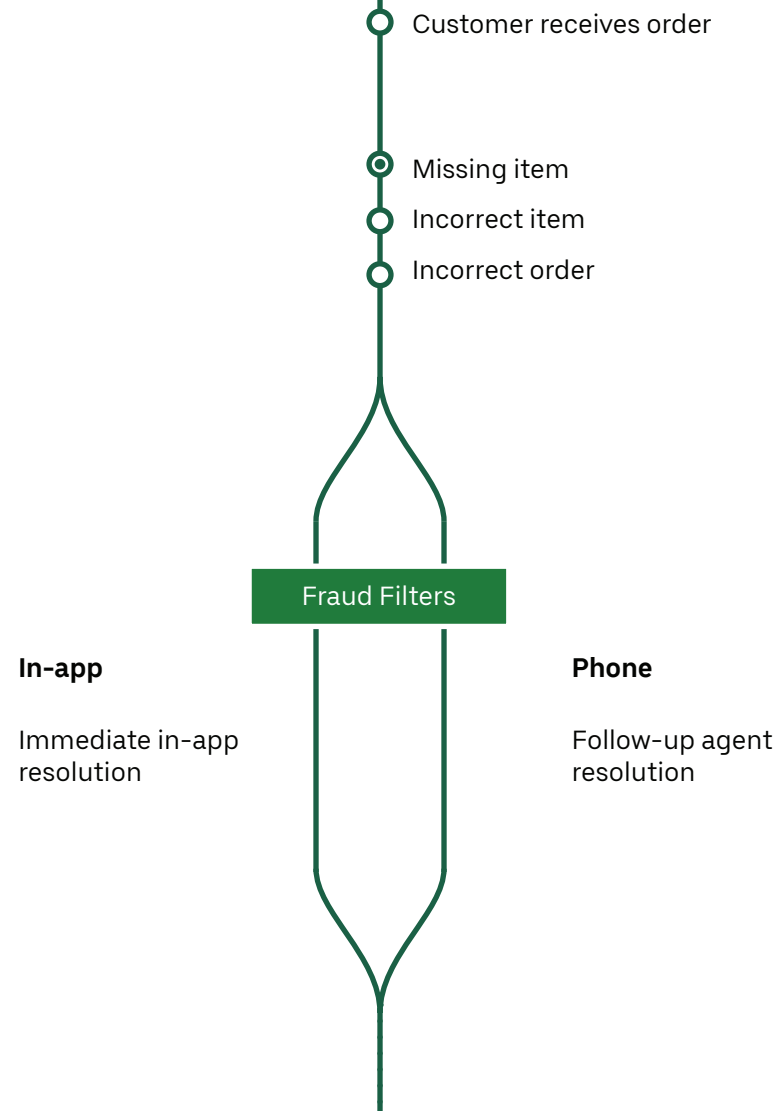 Customer receives order
Missing item
Incorrect item
Incorrect order
Fraud Filters
In-app
Immediate in-app
resolution
Phone
Follow-up agent
resolution